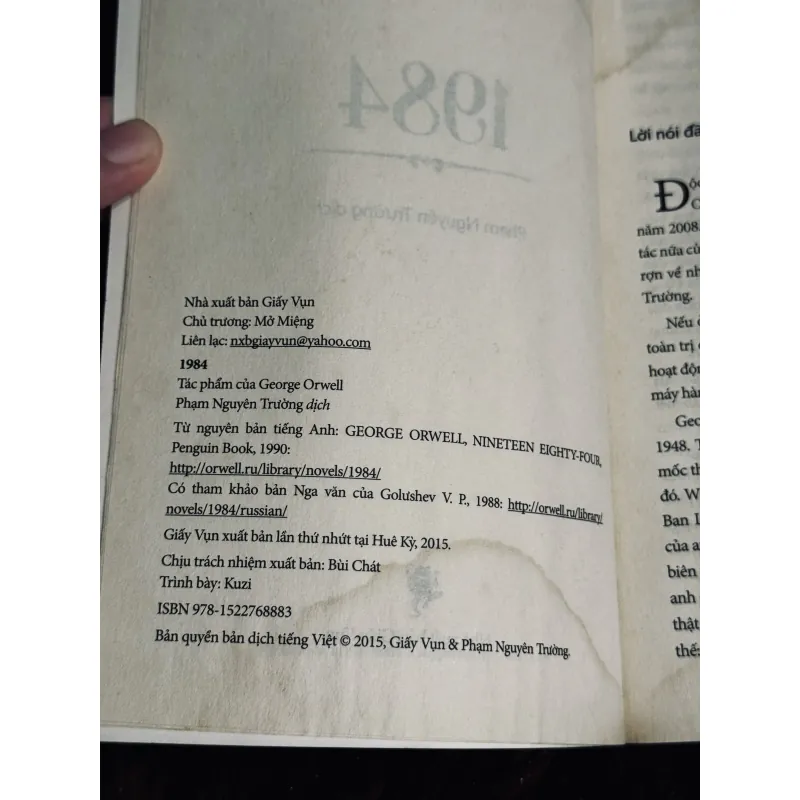 1984
Phạm Nguyên Trường dịch
Nhà xuất bản Giấy Vụn
Chủ trương: Mở Miệng
Liên lạc: nxbgiayvun@yahoo.com
1984
Tác phẩm của George Orwell
Phạm Nguyên Trường dịch
Từ nguyên bản tiếng Anh: GEORGE ORWELL, NINETEEN EIGHTY-FOUR,
Penguin Book, 1990:
http://orwell.ru/library/novels/1984/
Có tham khảo bản Nga văn của Golushev V. P., 1988: http://orwell.ru/library/
novels/1984/russian/
Giấy Vụn xuất bản lần thứ nhứt tại Huê Kỳ, 2015.
Chịu trách nhiệm xuất bản: Bùi Chát
Trình bày: Kuzi
ISBN 978-1522768883
Bản quyền bản dịch tiếng Việt © 2015, Giấy Vụn & Phạm Nguyên Trường.
Lời nói
năm 2008.
tác nữa
rợn về
Trường.
Nếu
toàn trị
hoạt
máy
1948.
mốc
đó.
Ban
của
biên
anh
thật
thế: